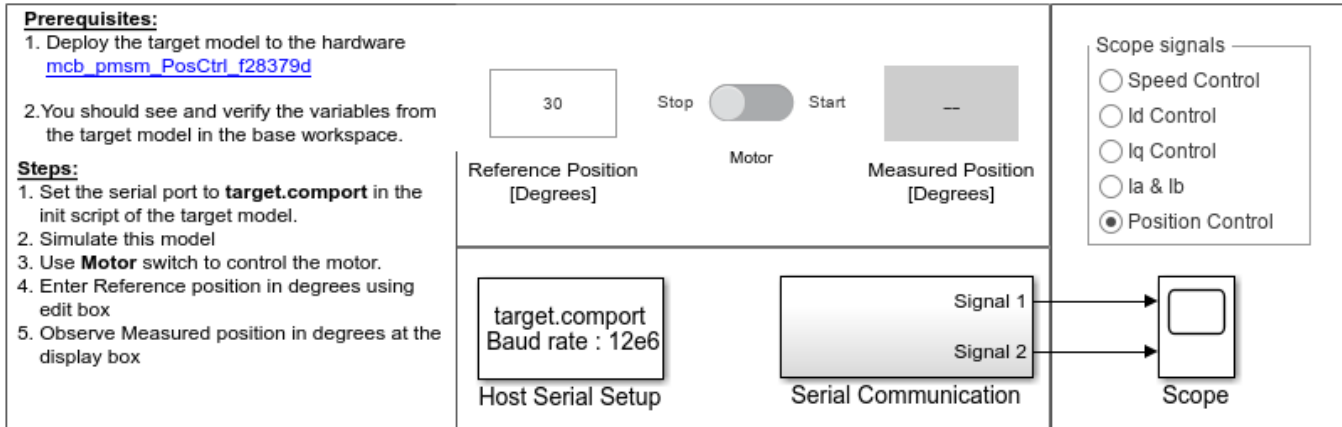 Prerequisites:
1. Deploy the target model to the hardware
mcb_pmsm_PosCtrl_f28379d
2.You should see and verify the variables from
the target model in the base workspace.
Steps:
1. Set the serial port to target.comport in the
init script of the target model.
2. Simulate this model
3. Use Motor switch to control the motor.
4. Enter Reference position in degrees using
edit box
5. Observe Measured position in degrees at the
display box
30
Reference Position
[Degrees]
Stop
Start
Motor
--
Measured Position
[Degrees]
Scope signals
Speed Control
Id Control
Iq Control
Ia & Ib
Position Control
target.comport
Baud rate : 12e6
Host Serial Setup
Signal 1
Signal 2
Serial Communication
Scope